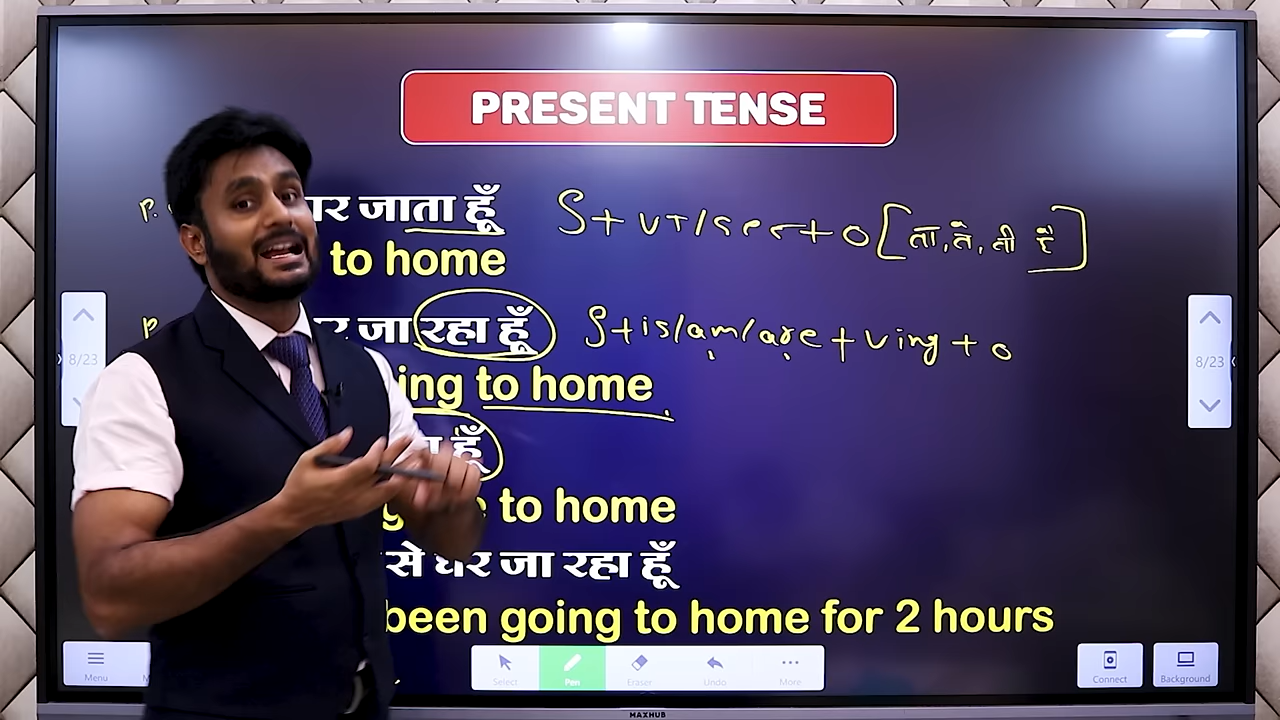 PRESENT TENSE
P. जाता हूँ S + V1/s es + O [ता, ते, ती है]
to home
P. जा रहा हूँ S + is/am/are + Ving + O
to home
हूँ
to home
से घर जा रहा हूँ
been going to home for 2 hours
8/23
8/23
Menu
Select
Pen
Eraser
Undo
More
Connect
Background
MAXHUB